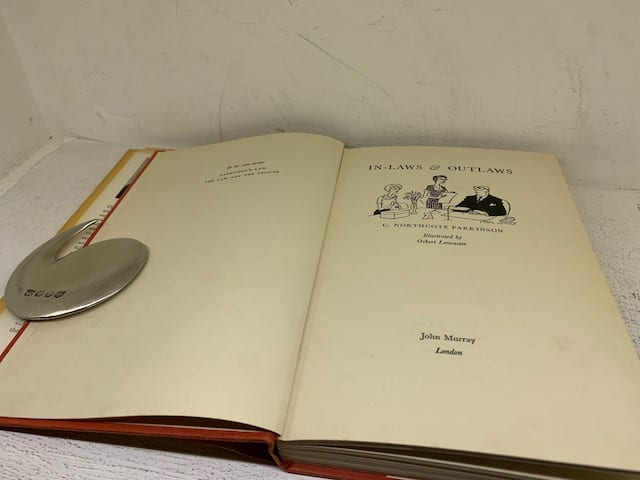 By the same author
PARKINSON'S LAW
THE LAW AND THE PROFITS
IN-LAWS & OUTLAWS
C. NORTHCOTE PARKINSON
Illustrated by
Osbert Lancaster
John Murray
London